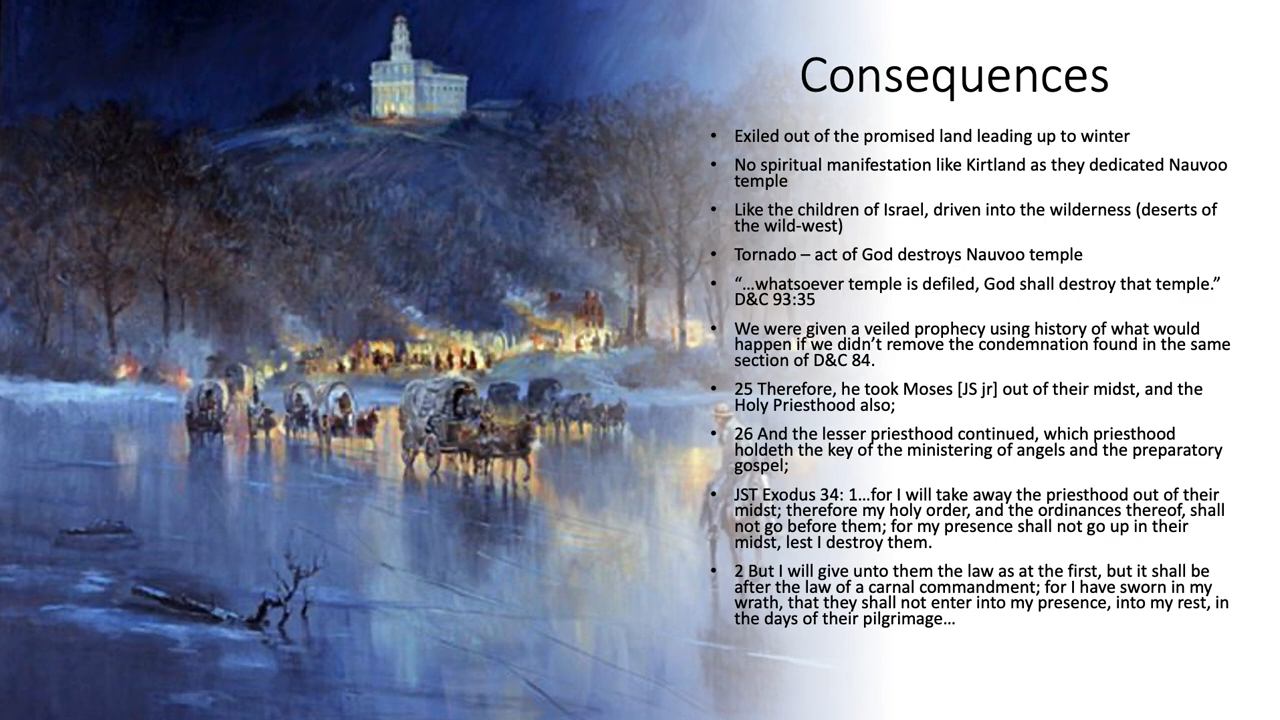 Consequences
• Exiled out of the promised land leading up to winter
• No spiritual manifestation like Kirtland as they dedicated Nauvoo
temple
• Like the children of Israel, driven into the wilderness (deserts of
the wild-west)
• Tornado – act of God destroys Nauvoo temple
• “…whatsoever temple is defiled, God shall destroy that temple.”
D&C 93:35
• We were given a veiled prophecy using history of what would
happen if we didn’t remove the condemnation found in the same
section of D&C 84.
• 25 Therefore, he took Moses [JS jr] out of their midst, and the
Holy Priesthood also;
• 26 And the lesser priesthood continued, which priesthood
holdeth the key of the ministering of angels and the preparatory
gospel;
• JST Exodus 34: 1…for I will take away the priesthood out of their
midst; therefore my holy order, and the ordinances thereof, shall
not go before them; for my presence shall not go up in their
midst, lest I destroy them.
• 2 But I will give unto them the law as at the first, but it shall be
after the law of a carnal commandment; for I have sworn in my
wrath, that they shall not enter into my presence, into my rest, in
the days of their pilgrimage…